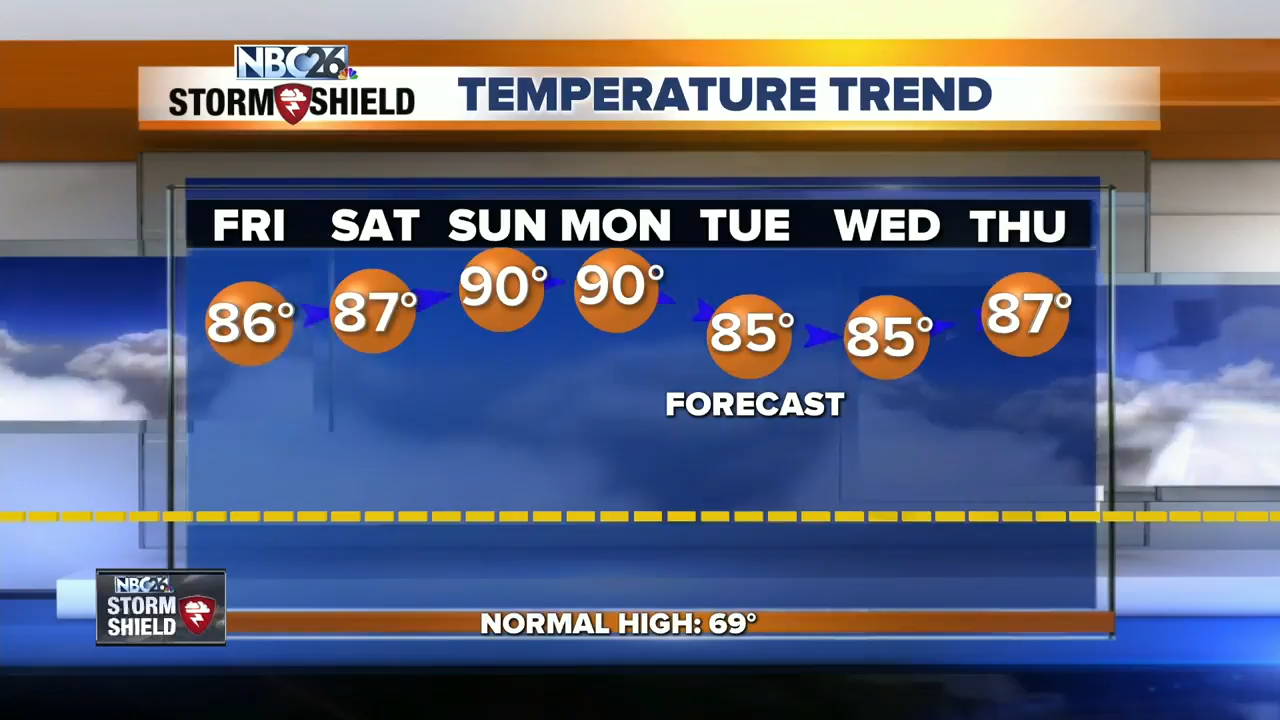 NBC26
STORM SHIELD
TEMPERATURE TREND
FRI SAT SUN MON TUE WED THU
86° 87° 90° 90° 85° 85° 87°
FORECAST
NBC26
STORM
SHIELD
NORMAL HIGH: 69°